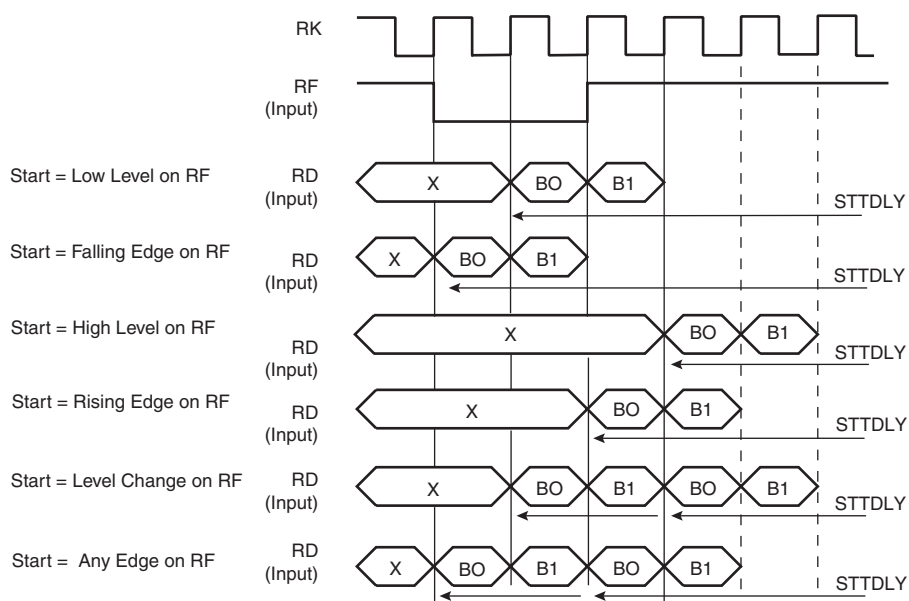 RK
RF
(Input)
Start = Low Level on RF
RD
(Input)
X
BO
B1
STTDLY
Start = Falling Edge on RF
RD
(Input)
X
BO
B1
STTDLY
Start = High Level on RF
RD
(Input)
X
BO
B1
STTDLY
Start = Rising Edge on RF
RD
(Input)
X
BO
B1
STTDLY
Start = Level Change on RF
RD
(Input)
X
BO
B1
BO
B1
STTDLY
Start = Any Edge on RF
RD
(Input)
X
BO
B1
BO
B1
STTDLY